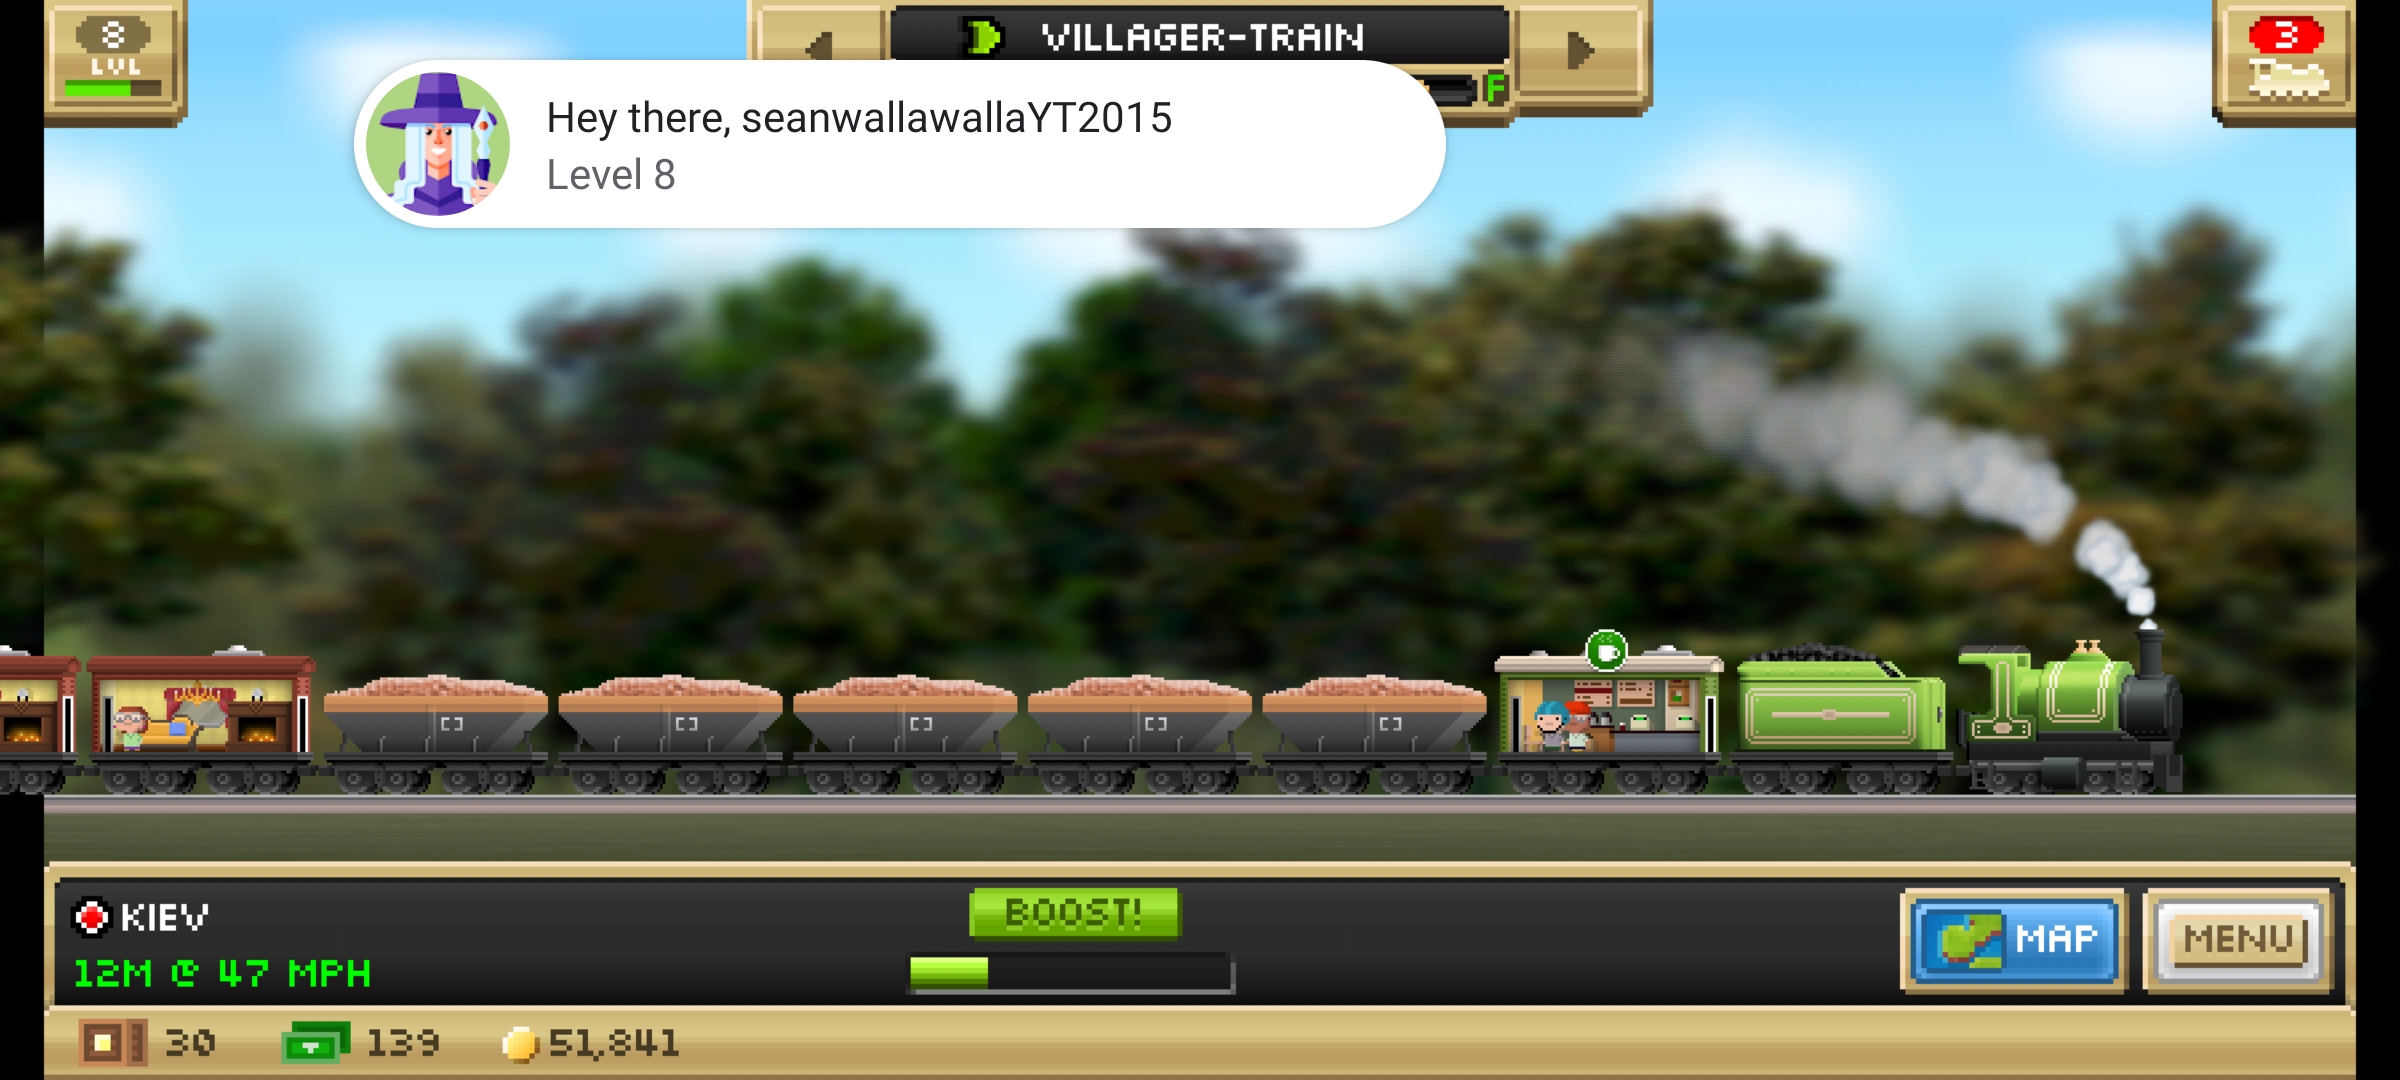 8
LVL
VILLAGER-TRAIN
F
3
Hey there, seanwallawallaYT2015
Level 8
KIEV
12M @ 47 MPH
BOOST!
MAP
MENU
30
139
51,841